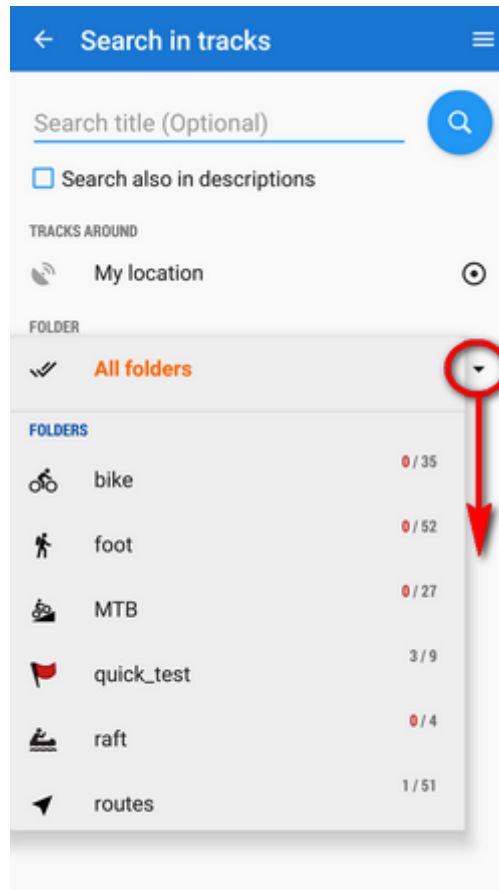 Search in tracks
Search title (Optional)
Search also in descriptions
TRACKS AROUND
My location
FOLDER
All folders
FOLDERS
bike 0 / 35
foot 0 / 52
MTB 0 / 27
quick_test 3 / 9
raft 0 / 4
routes 1 / 51